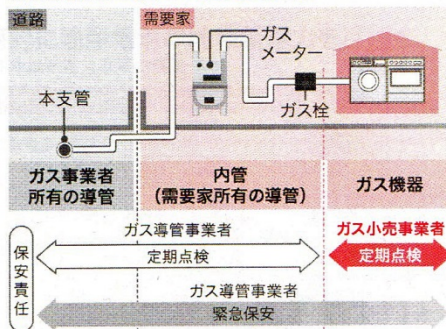 道路
需要家
ガス
メーター
本支管
ガス栓
ガス事業者
所有の導管
内管
(需要家所有の導管)
ガス機器
保安責任
ガス導管事業者
定期点検
ガス小売事業者
定期点検
ガス導管事業者
緊急保安